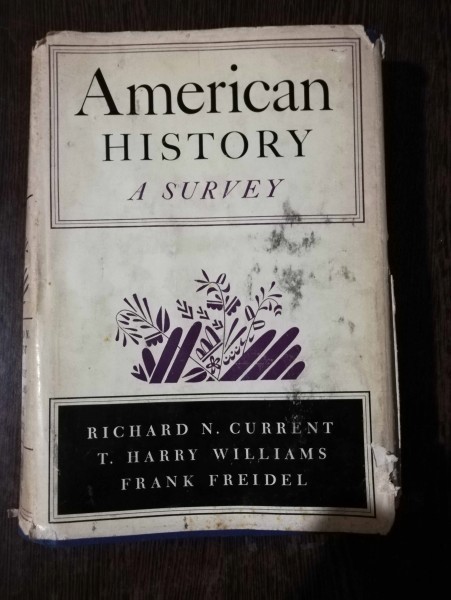 American
HISTORY
A SURVEY
RICHARD N. CURRENT
T. HARRY WILLIAMS
FRANK FREIDEL